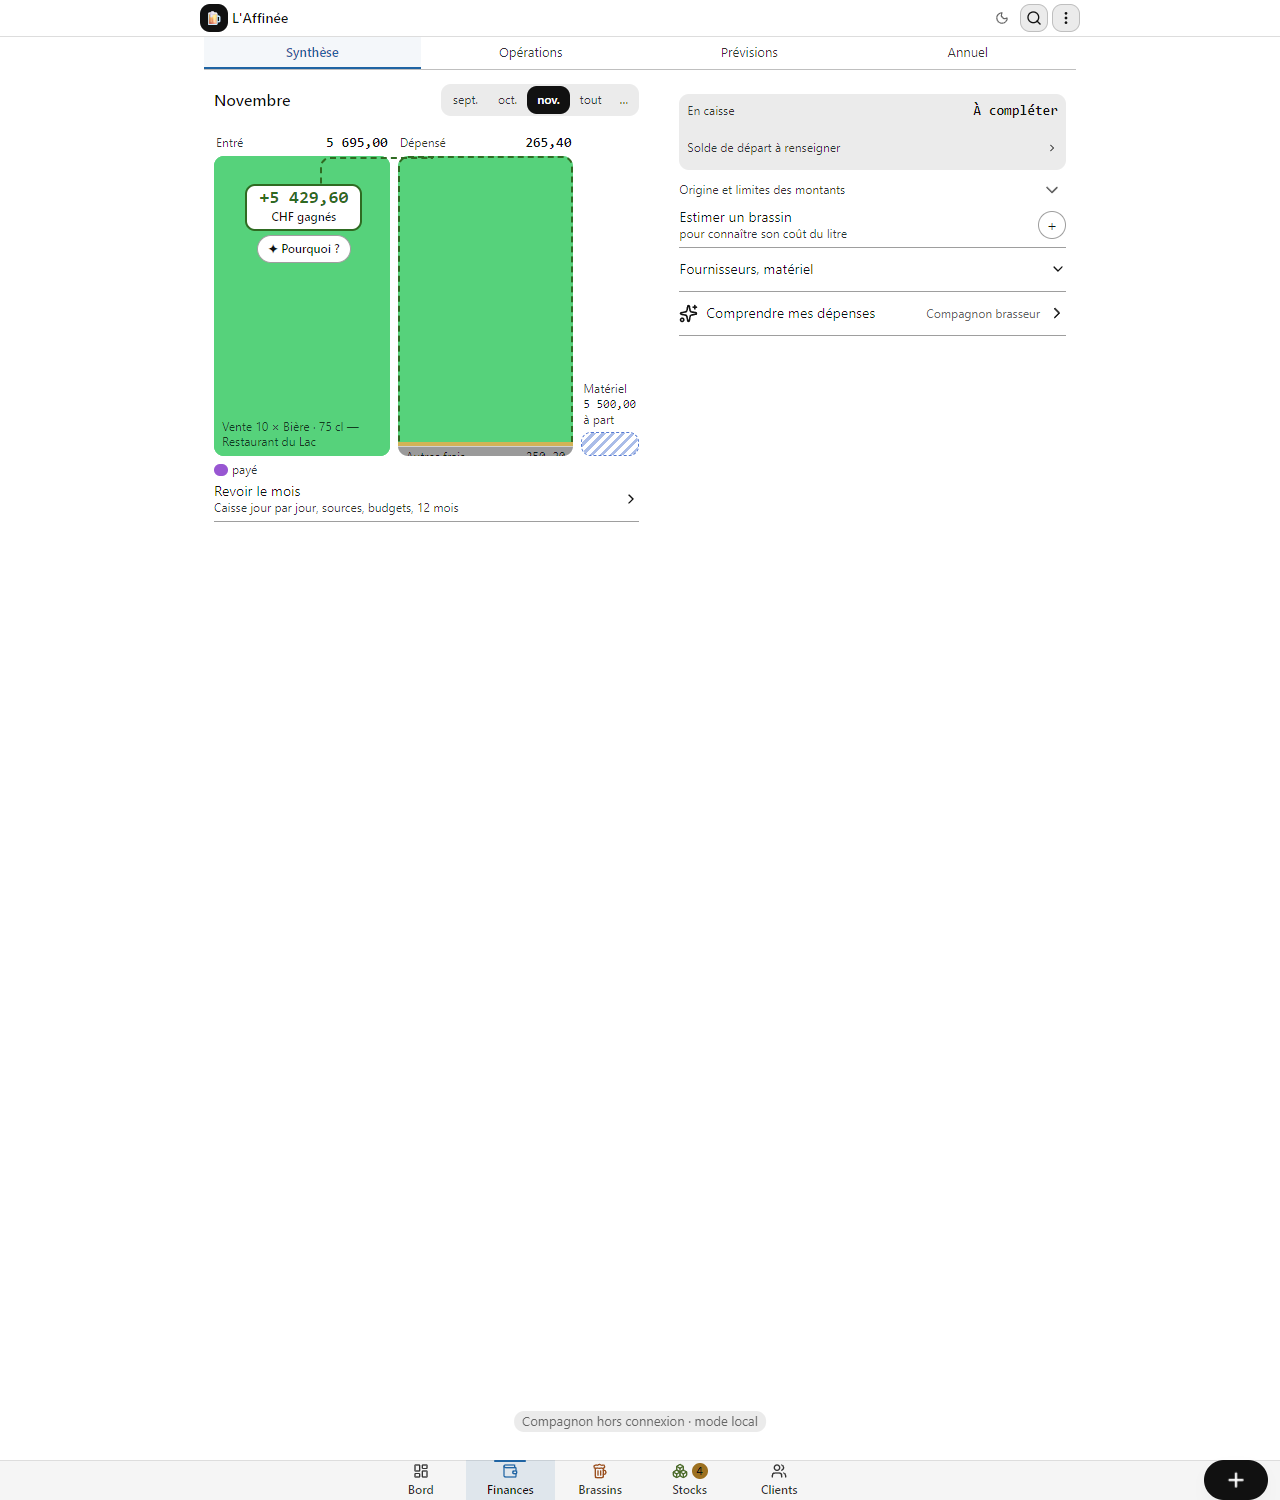 L'Affinée
Synthèse
Opérations
Prévisions
Annuel
Novembre
sept.
oct.
nov.
tout
...
Entré
5 695,00
Dépensé
265,40
+5 429,60
CHF gagnés
✦ Pourquoi ?
Vente 10 × Bière · 75 cl —
Restaurant du Lac
Autres frais
250,20
Matériel
5 500,00
à part
payé
Revoir le mois
Caisse jour par jour, sources, budgets, 12 mois
En caisse
À compléter
Solde de départ à renseigner
Origine et limites des montants
Estimer un brassin
pour connaître son coût du litre
Fournisseurs, matériel
Comprendre mes dépenses
Compagnon brasseur
Compagnon hors connexion · mode local
Bord
Finances
Brassins
4
Stocks
Clients